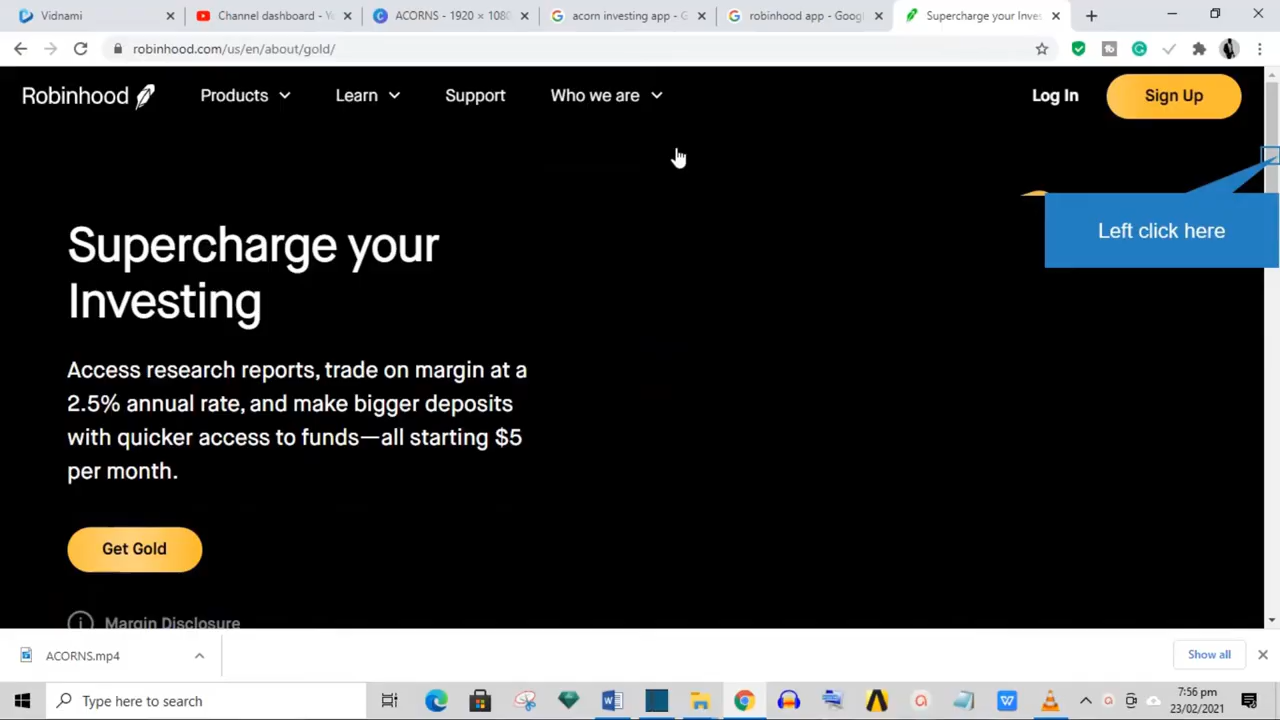 Vidnami
Channel dashboard - Y
ACORNS - 1920 × 1080
acorn investing app - G
robinhood app - Googl
Supercharge your Inves
robinhood.com/us/en/about/gold/
Robinhood
Products
Learn
Support
Who we are
Log In
Sign Up
Left click here
Supercharge your
Investing
Access research reports, trade on margin at a
2.5% annual rate, and make bigger deposits
with quicker access to funds—all starting $5
per month.
Get Gold
Margin Disclosure
ACORNS.mp4
Show all
Type here to search
7:56 pm
23/02/2021